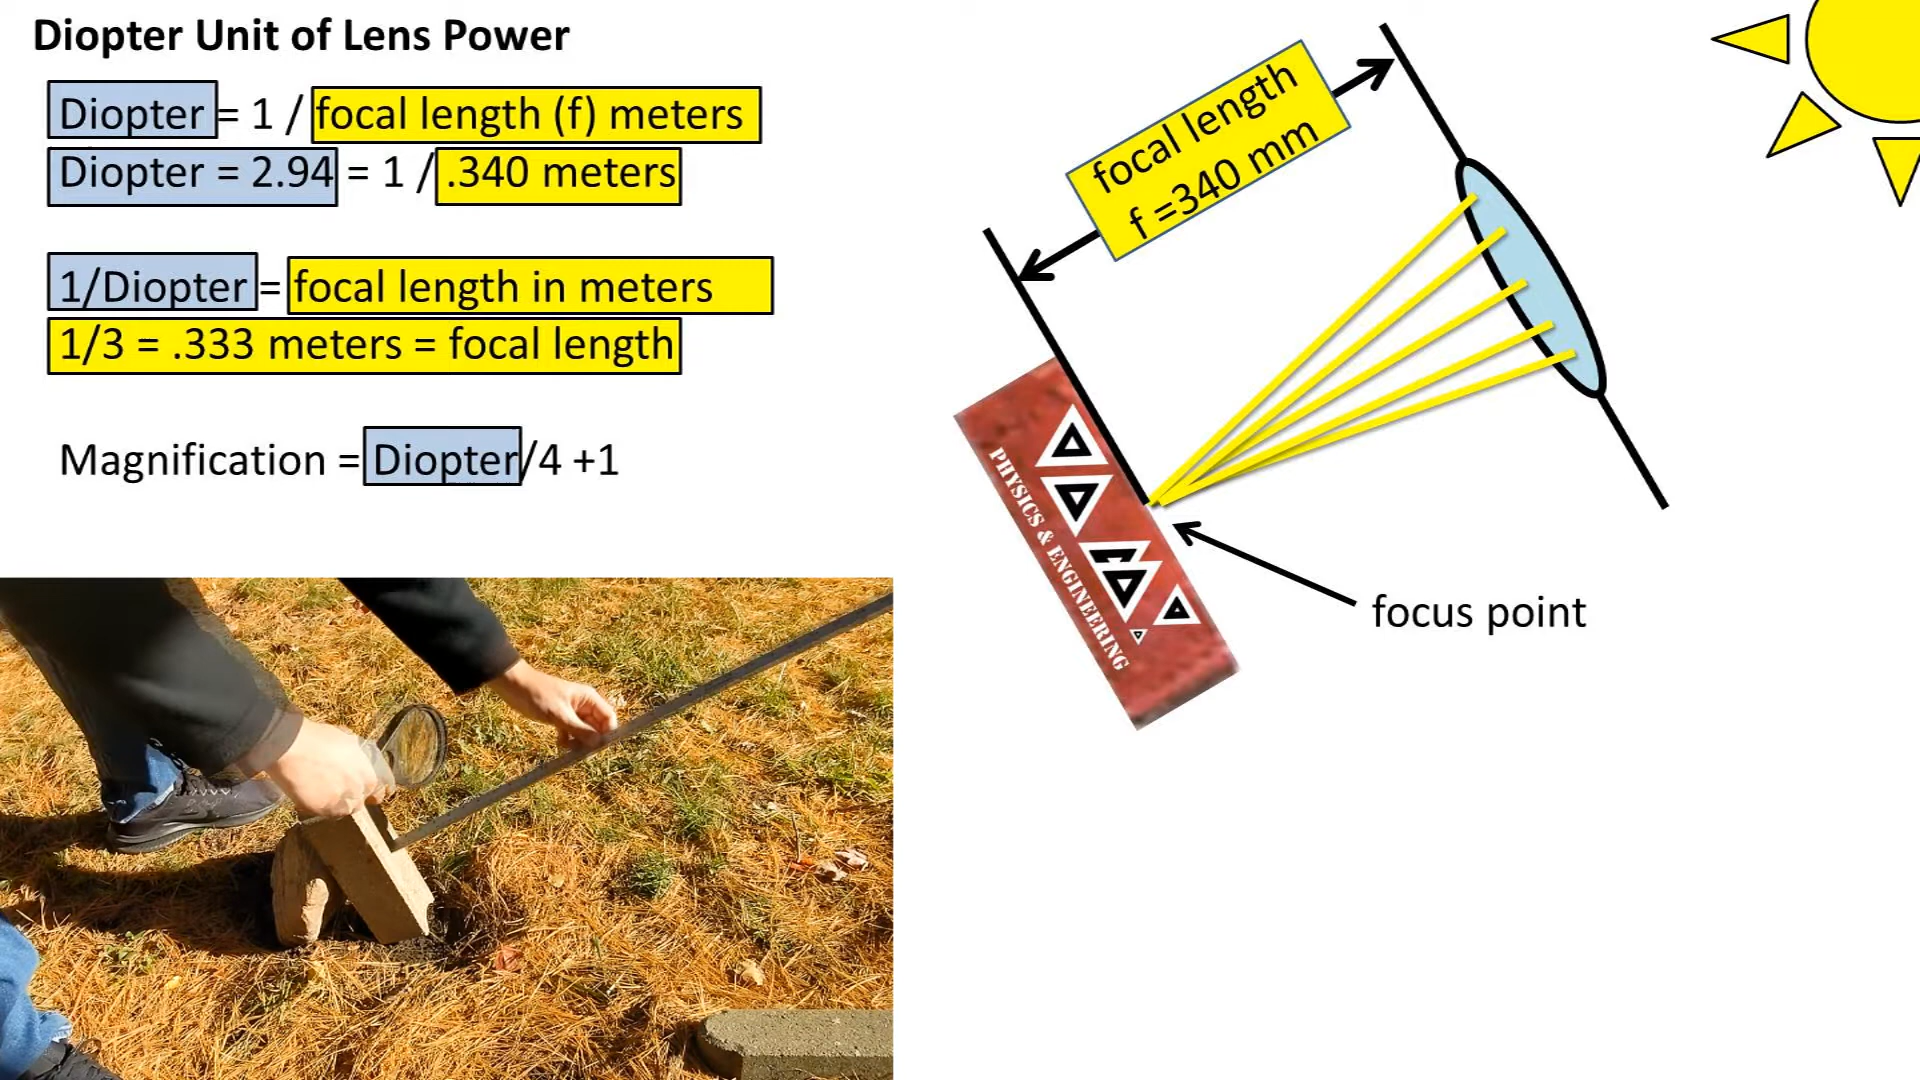 Diopter Unit of Lens Power
Diopter = 1 / focal length (f) meters
Diopter = 2.94 = 1 / .340 meters
1/Diopter = focal length in meters
1/3 = .333 meters = focal length
Magnification = Diopter/4 +1
focal length
f =340 mm
PHYSICS & ENGINEERING
focus point